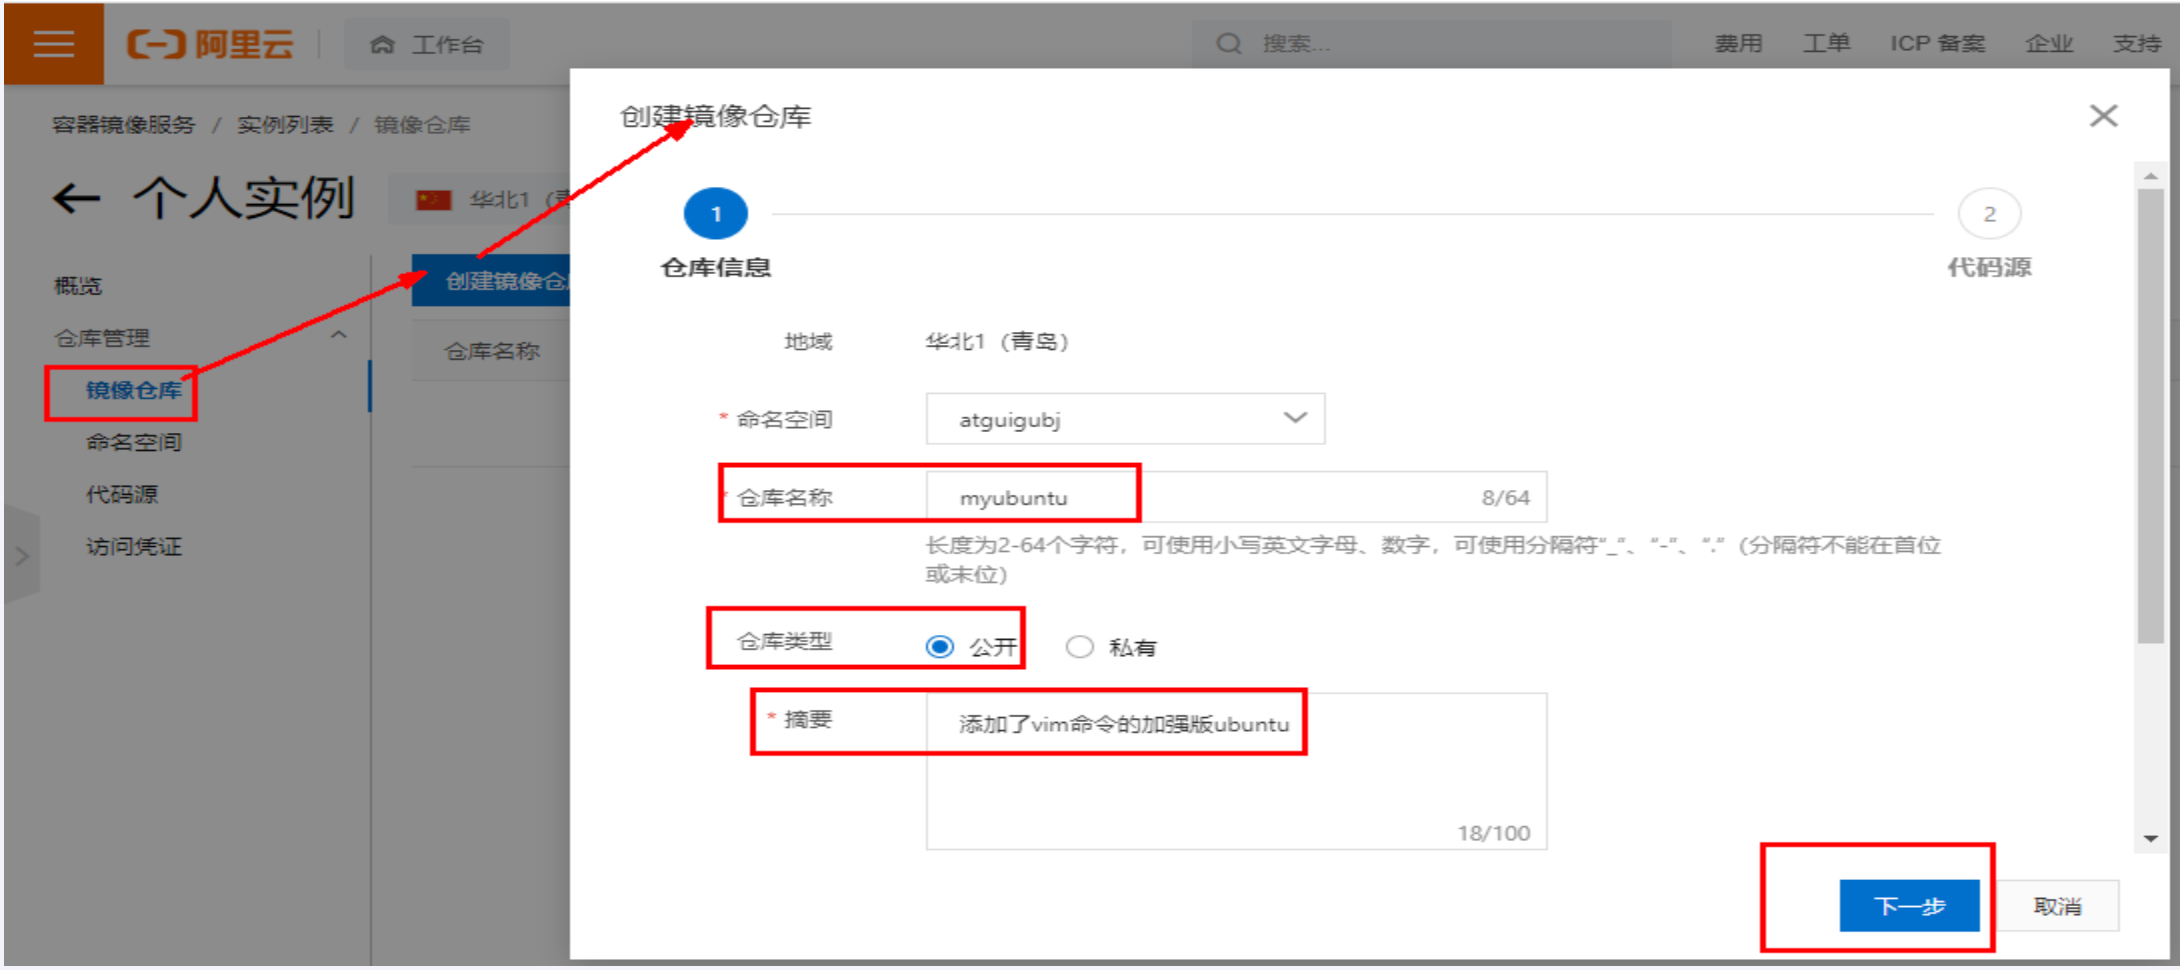 阿里云 工作台 搜索... 费用 工单 ICP 备案 企业 支持
容器镜像服务 / 实例列表 / 镜像仓库
个人实例 华北1（青
概览
仓库管理
镜像仓库
命名空间
代码源
访问凭证
创建镜像仓
仓库名称
创建镜像仓库
1 2
仓库信息 代码源
地域 华北1（青岛）
* 命名空间 atguigubj
* 仓库名称 myubuntu 8/64
长度为2-64个字符，可使用小写英文字母、数字，可使用分隔符“_”、“-”、“.”（分隔符不能在首位
或末位）
仓库类型 公开 私有
* 摘要 添加了vim命令的加强版ubuntu
18/100
下一步 取消